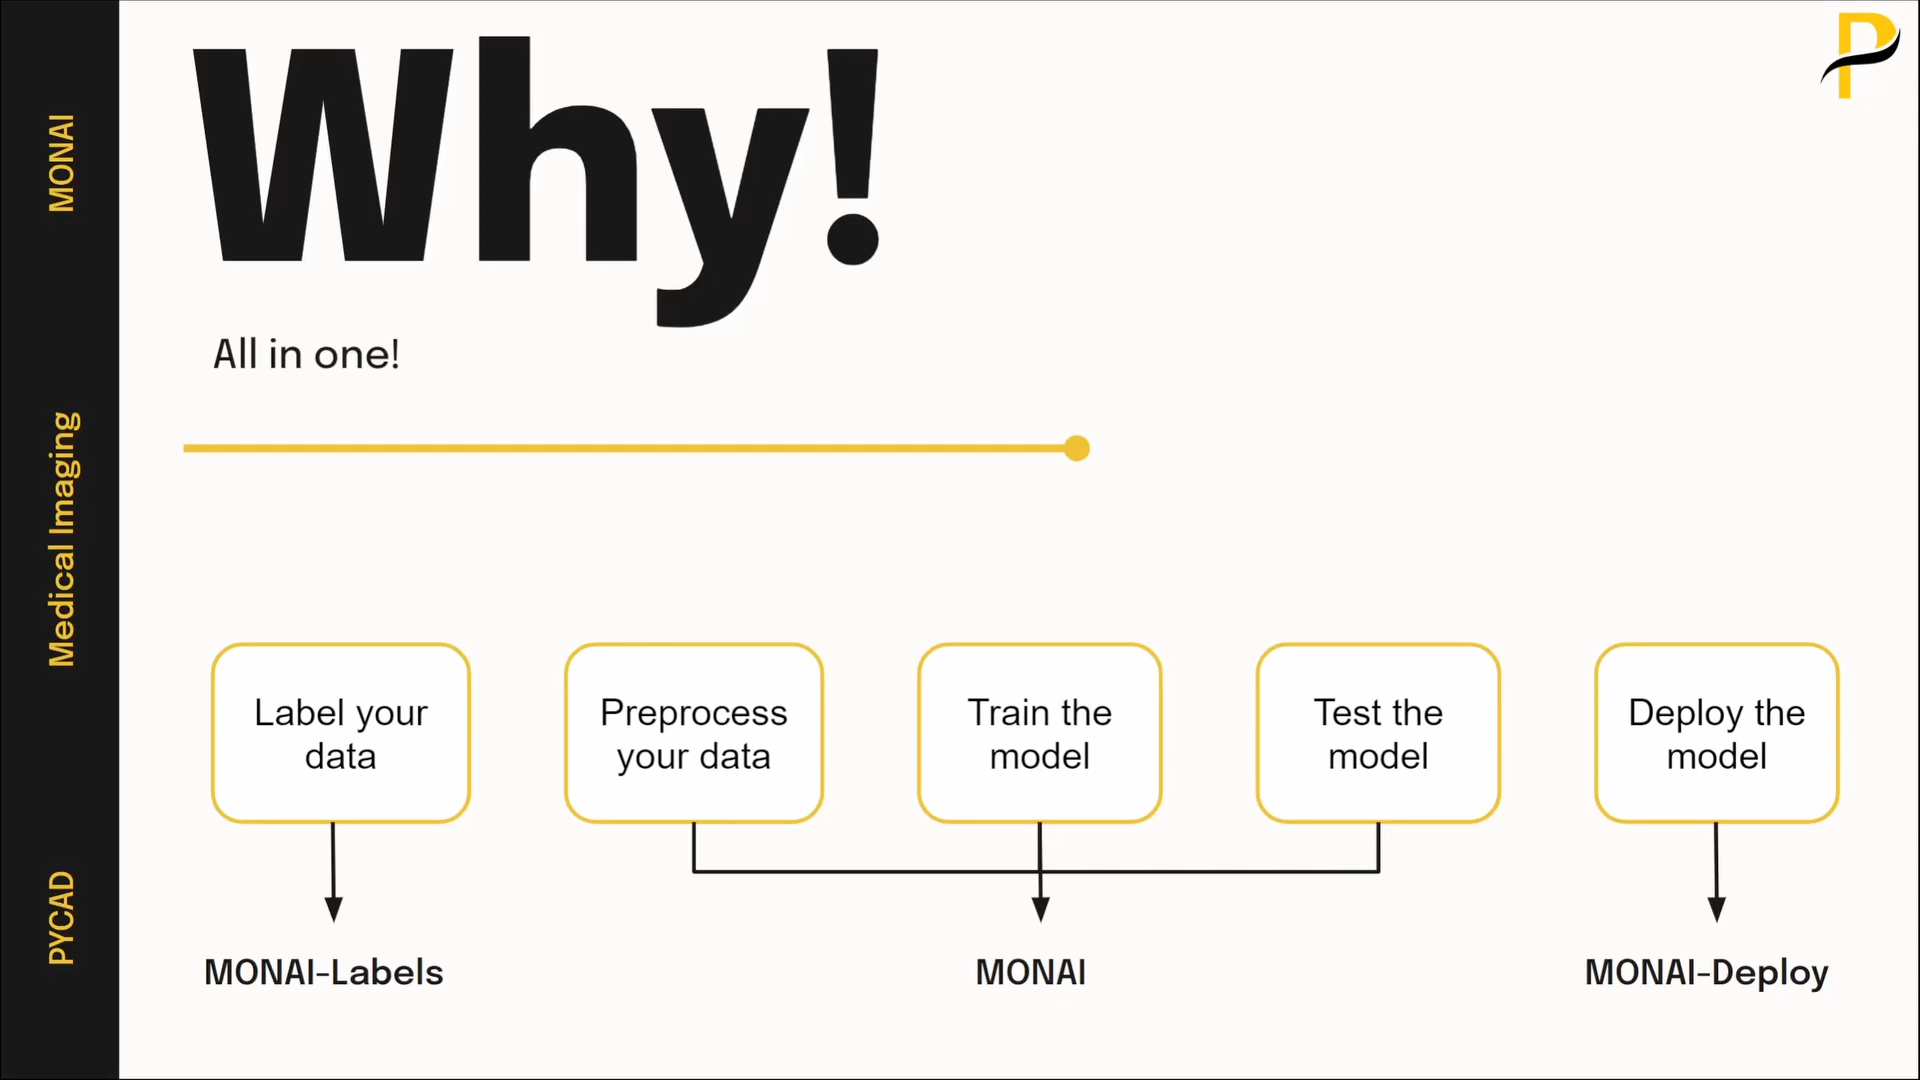 MONAI
Medical Imaging
PYCAD
Why!
All in one!
Label your
data
Preprocess
your data
Train the
model
Test the
model
Deploy the
model
MONAI-Labels
MONAI
MONAI-Deploy
P